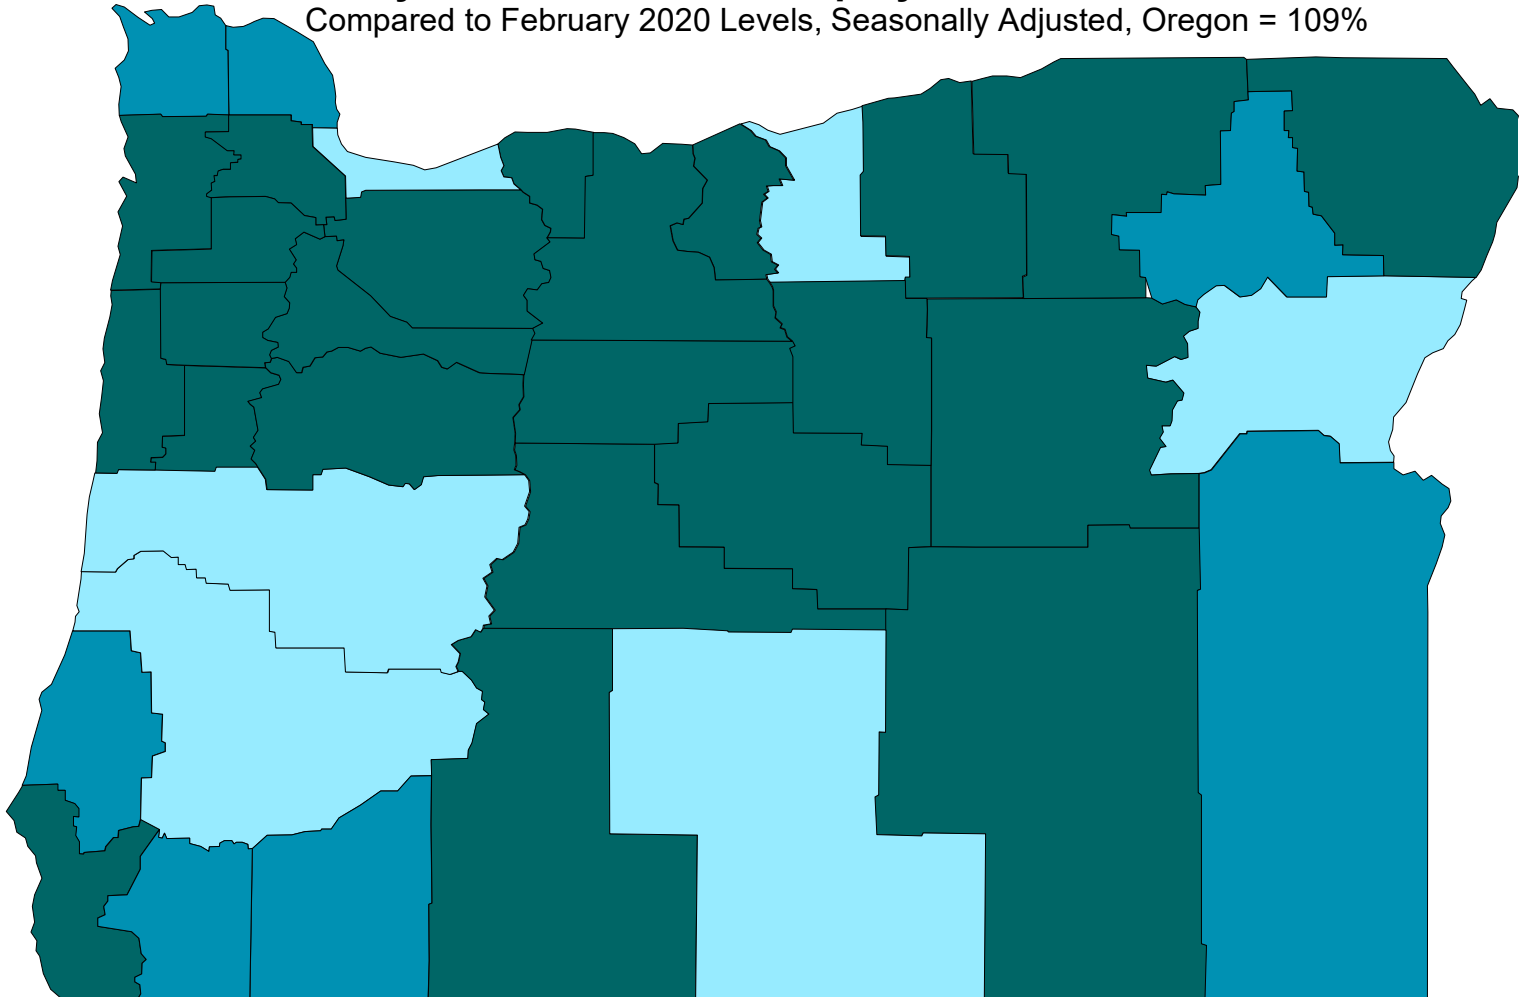 Compared to February 2020 Levels, Seasonally Adjusted, Oregon = 109%